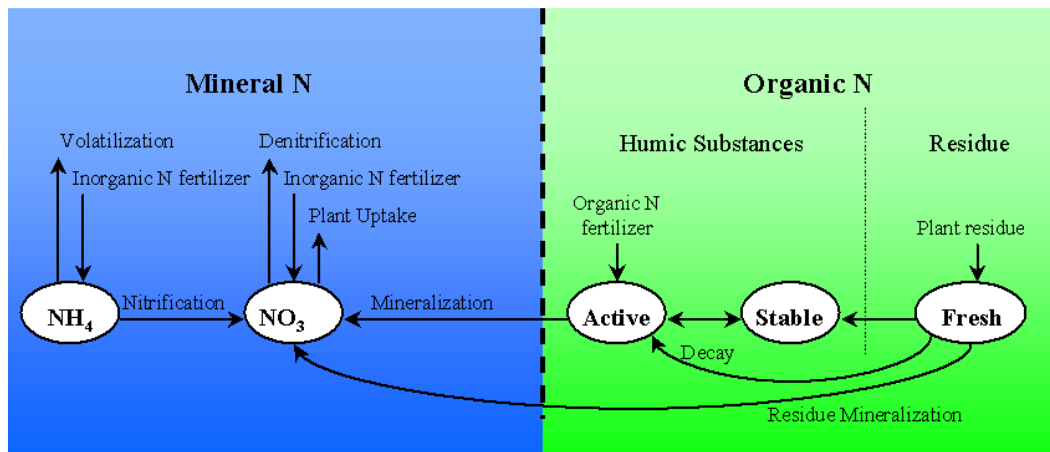 Mineral N
Organic N
Volatilization
Denitrification
Humic Substances
Residue
Inorganic N fertilizer
Inorganic N fertilizer
Plant Uptake
Organic N
fertilizer
Plant residue
NH4
Nitrification
NO3
Mineralization
Active
Stable
Fresh
Decay
Residue Mineralization